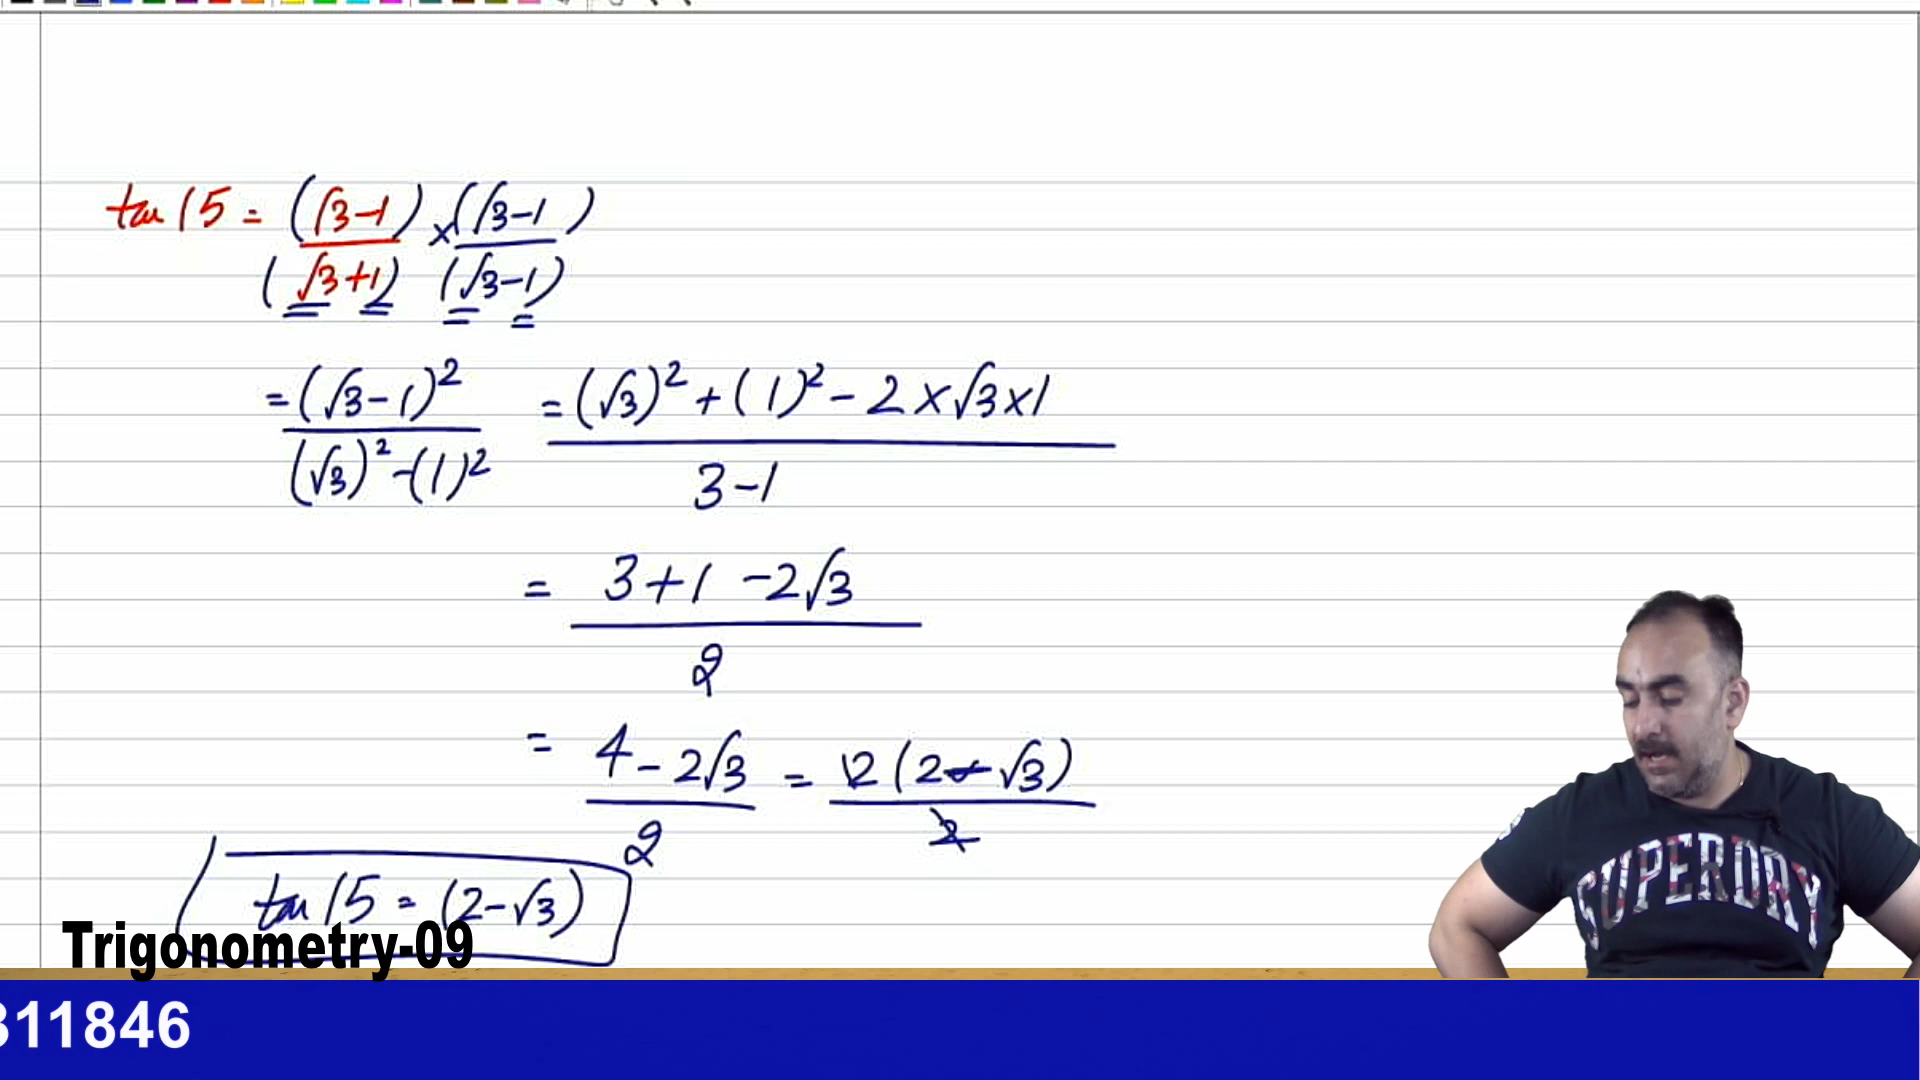 tan 15 = (√3-1) × (√3-1)
(√3+1) (√3-1)
= (√3-1)² = (√3)² + (1)² - 2×√3×1
(√3)² - (1)² 3-1
= 3+1 -2√3
2
= 4-2√3 = 2(2-√3)
2 2
tan 15 = (2-√3)
Trigonometry-09
311846
SUPERDRY